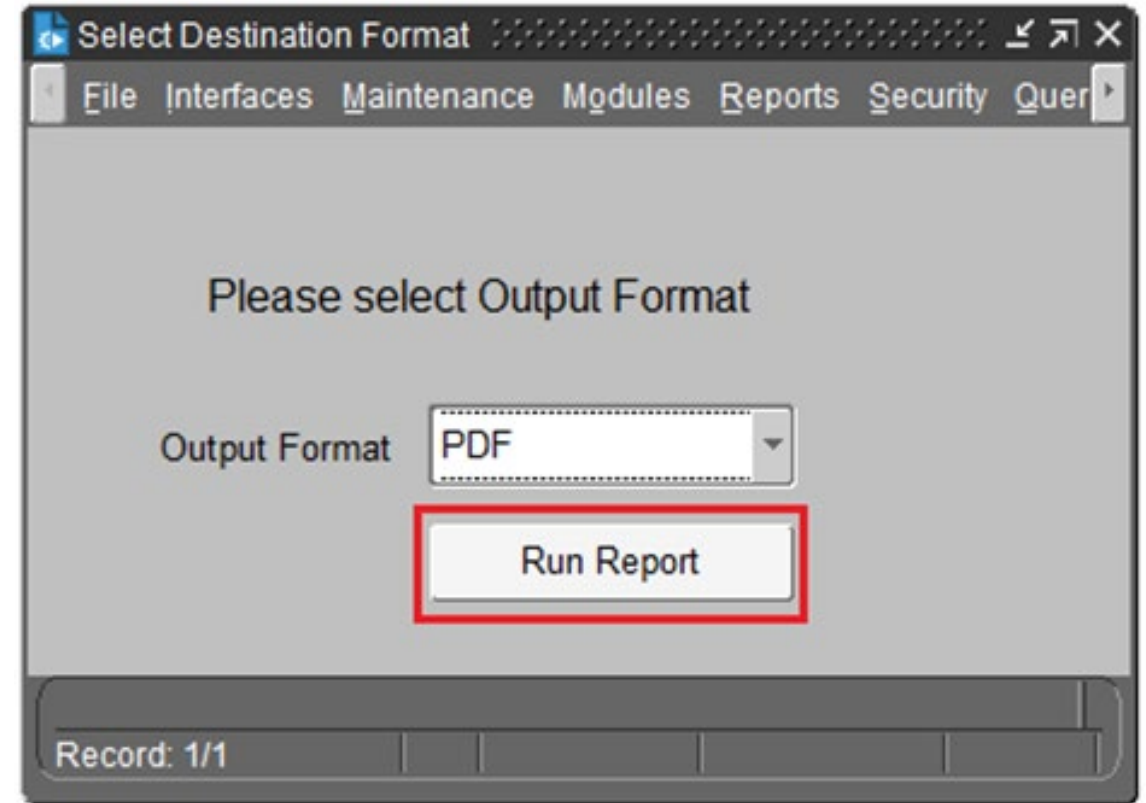 Select Destination Format
File Interfaces Maintenance Modules Reports Security Quer
Please select Output Format
Output Format PDF
Run Report
Record: 1/1